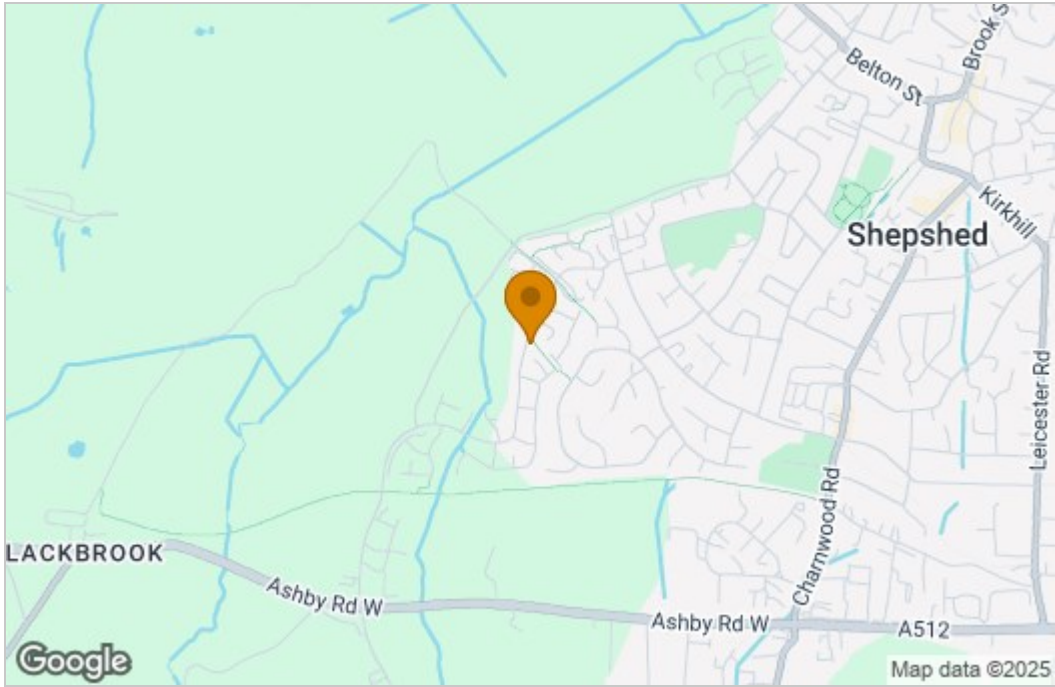 Belton St
Brook S
Kirkhill
Shepshed
Leicester Rd
Charnwood Rd
LACKBROOK
Ashby Rd W
Ashby Rd W
A512
Google
Map data ©2025